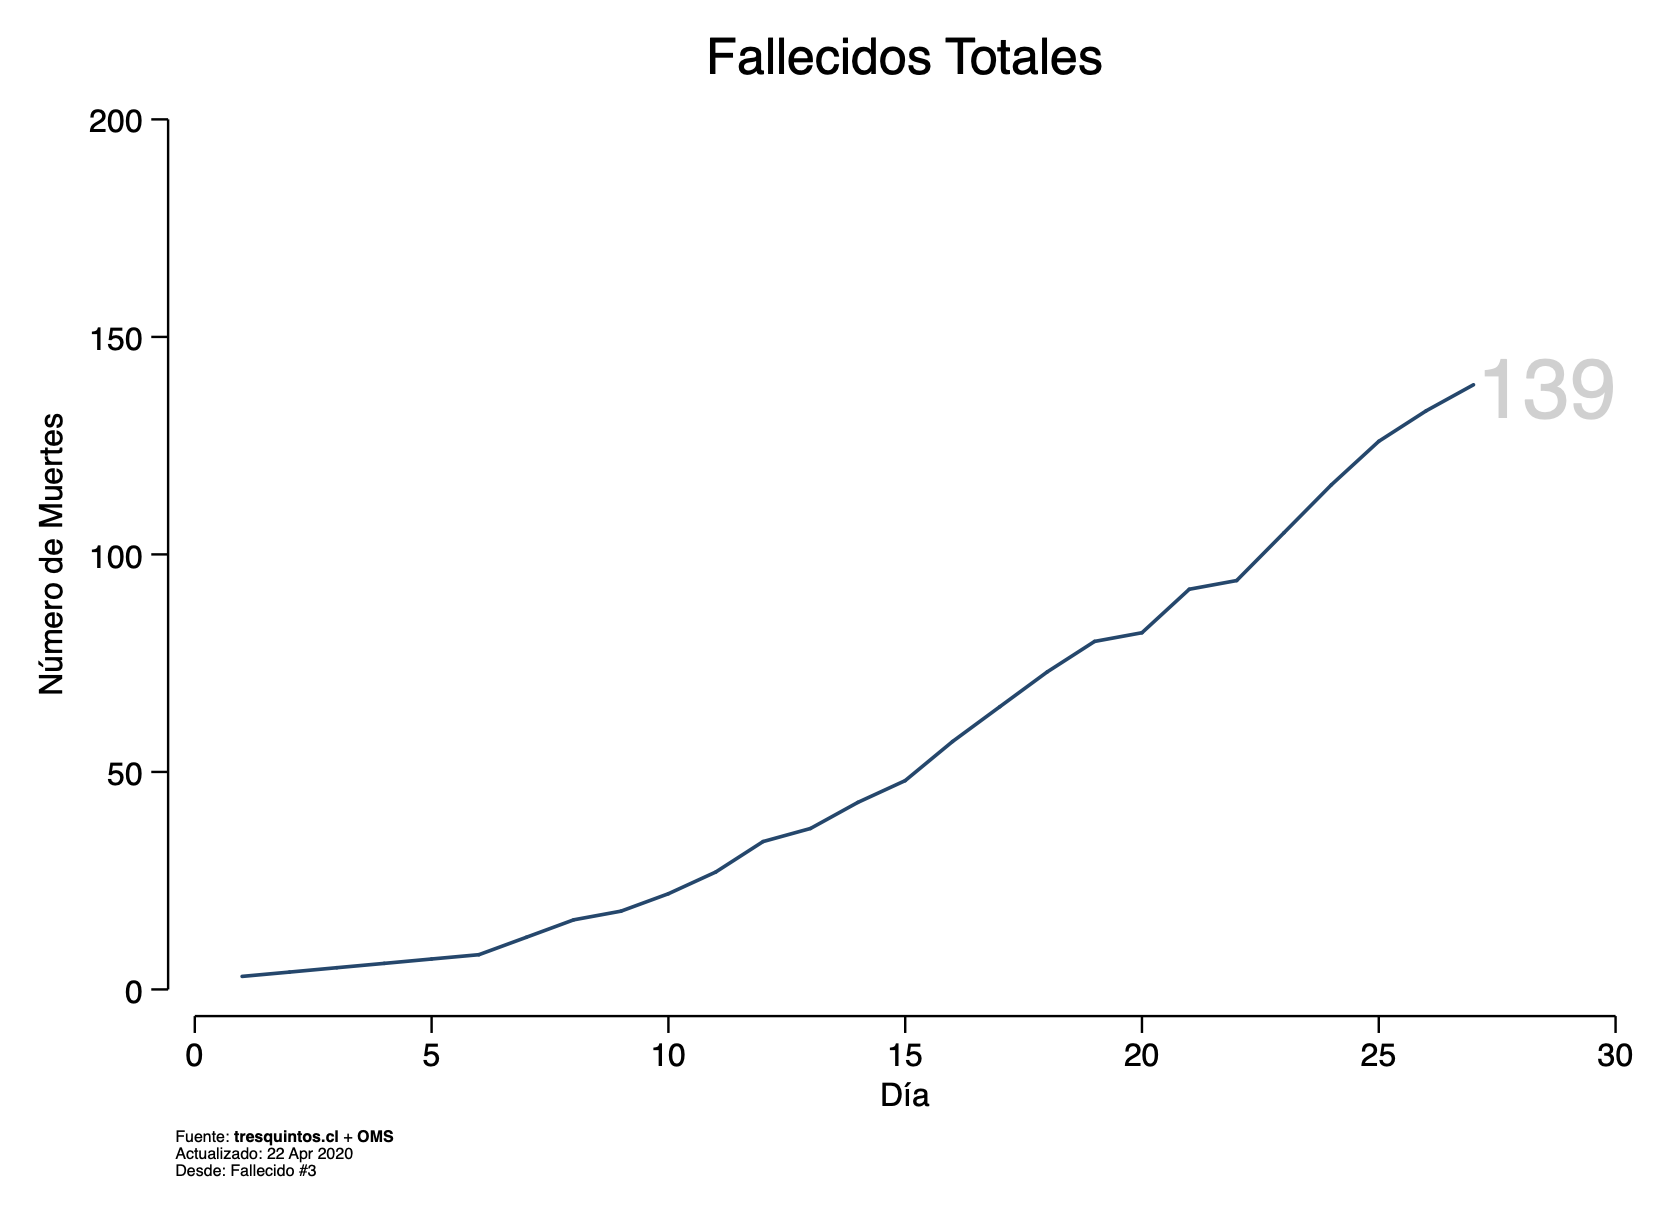 Fallecidos Totales
200
150
139
100
50
0
Número de Muertes
0 5 10 15 20 25 30
Día
Fuente: tresquintos.cl + OMS
Actualizado: 22 Apr 2020
Desde: Fallecido #3